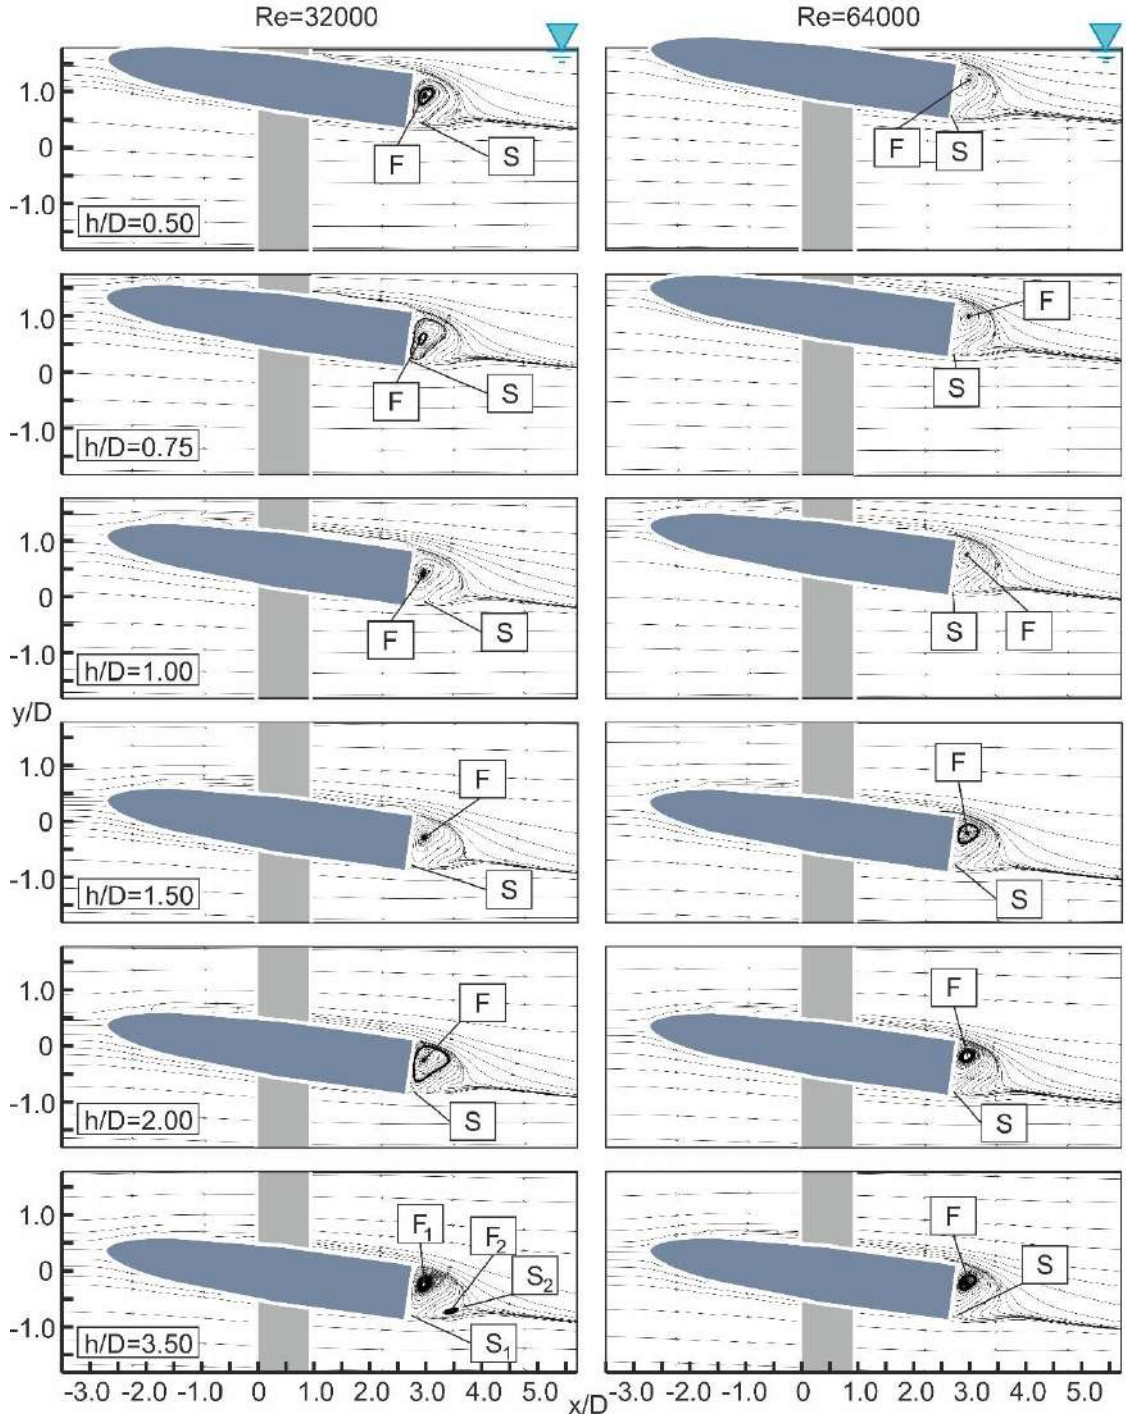 Re=32000 Re=64000
1.0
F S F S
0
-1.0
h/D=0.50
1.0 F
0
F S S
-1.0
h/D=0.75
1.0
0
F S S F
-1.0
h/D=1.00
y/D
1.0 F F
0
-1.0
h/D=1.50 S S
1.0 F F
0
-1.0
h/D=2.00 S S
1.0 F1 F2 F
0 S2 S
-1.0
h/D=3.50 S1
-3.0 -2.0 -1.0 0 1.0 2.0 3.0 4.0 5.0 -3.0 -2.0 -1.0 0 1.0 2.0 3.0 4.0 5.0
x/D